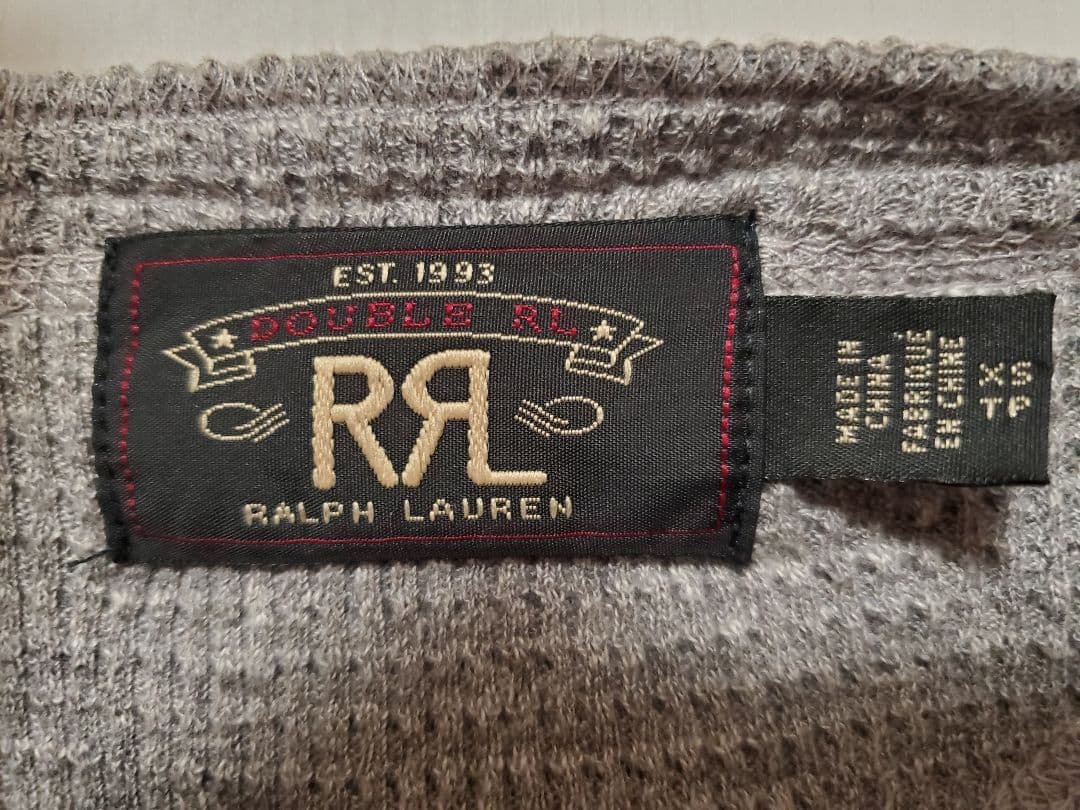 EST. 1993
DOUBLE RL
RRL
RALPH LAUREN
MADE IN
CHINA
FABRIQUÉ
EN CHINE
XS
TP